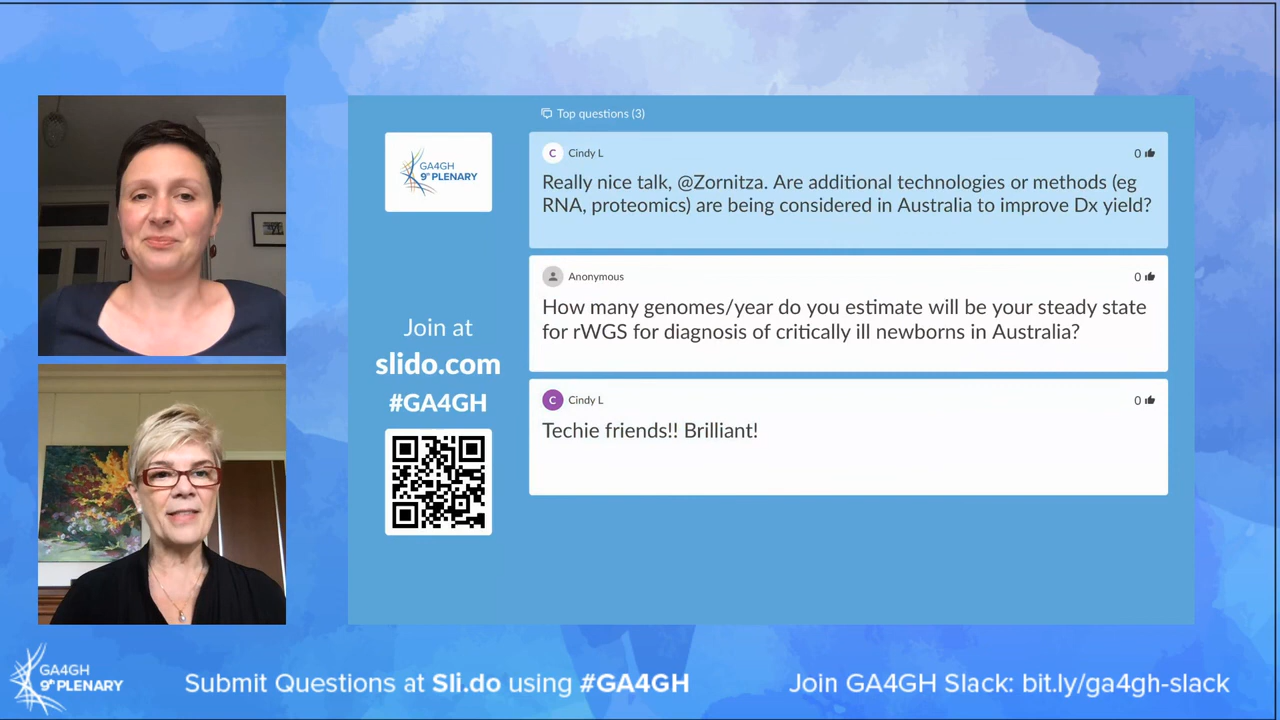 Top questions (3)
GA4GH
9th PLENARY
Join at
slido.com
#GA4GH
C Cindy L 0
Really nice talk, @Zornitza. Are additional technologies or methods (eg
RNA, proteomics) are being considered in Australia to improve Dx yield?
Anonymous 0
How many genomes/year do you estimate will be your steady state
for rWGS for diagnosis of critically ill newborns in Australia?
C Cindy L 0
Techie friends!! Brilliant!
GA4GH
9th PLENARY
Submit Questions at Sli.do using #GA4GH
Join GA4GH Slack: bit.ly/ga4gh-slack